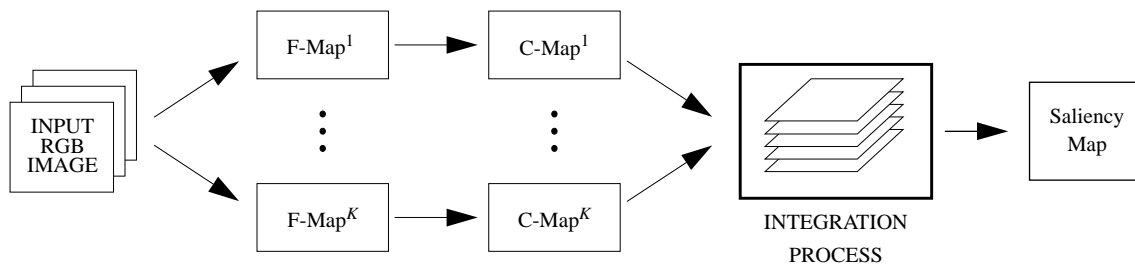 F-Map¹
C-Map¹
INPUT
RGB
IMAGE
Saliency
Map
F-Mapᴷ
C-Mapᴷ
INTEGRATION
PROCESS